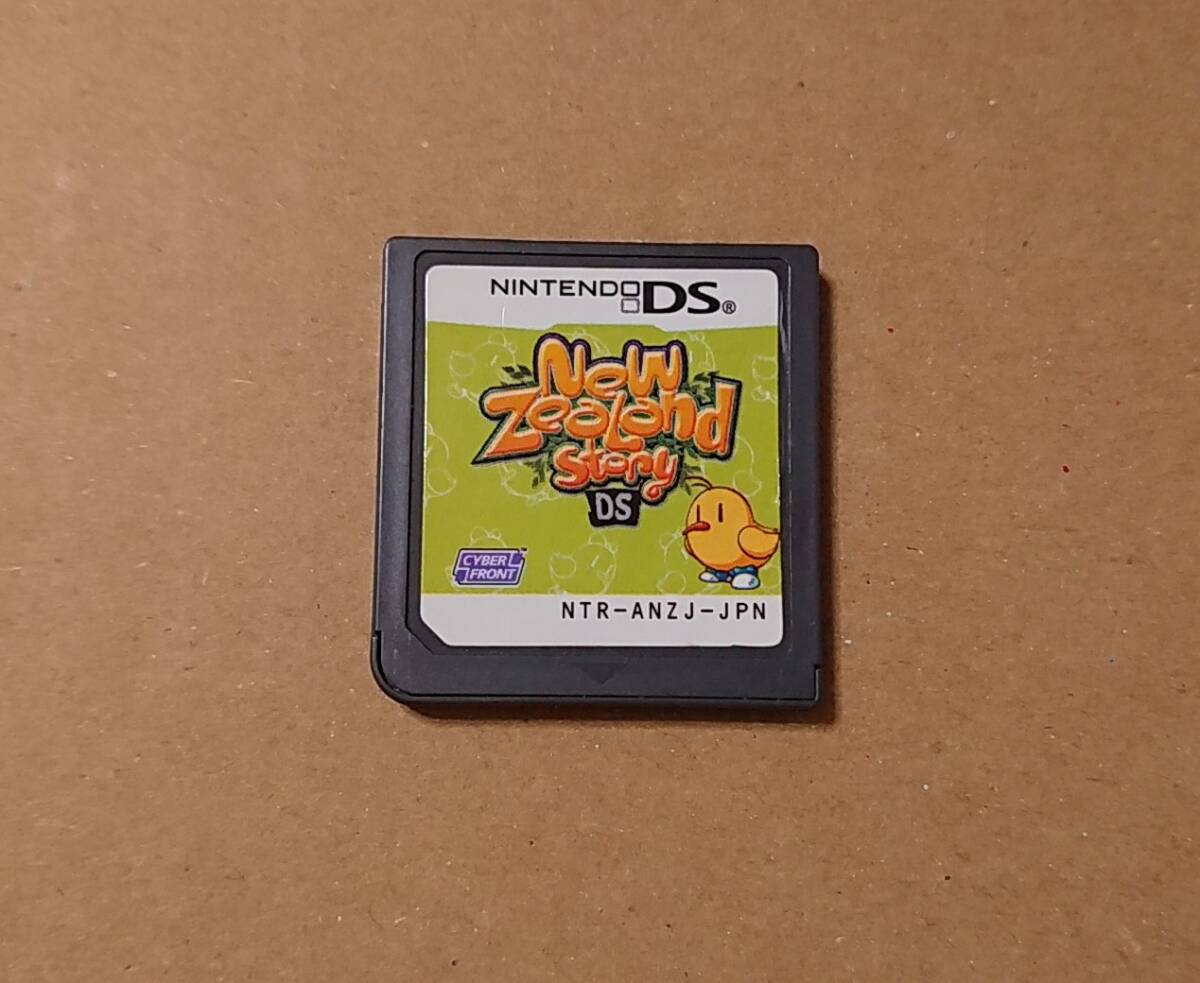 NINTENDO DS®
New
Zealand
Story
DS
CYBER
FRONT
NTR-ANZJ-JPN